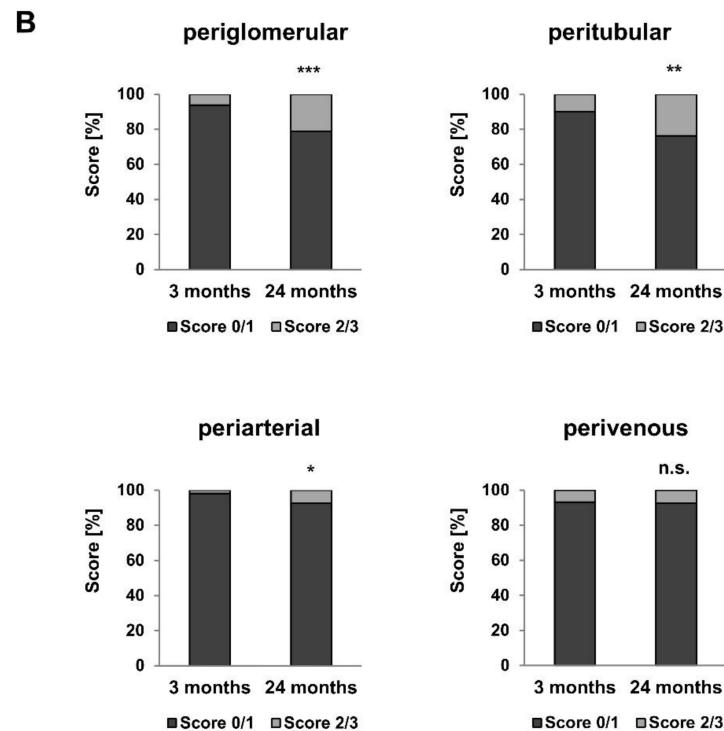 B
periglomerular
***
Score [%]
100
80
60
40
20
0
3 months 24 months
Score 0/1 Score 2/3
peritubular
**
Score [%]
100
80
60
40
20
0
3 months 24 months
Score 0/1 Score 2/3
periarterial
*
Score [%]
100
80
60
40
20
0
3 months 24 months
Score 0/1 Score 2/3
perivenous
n.s.
Score [%]
100
80
60
40
20
0
3 months 24 months
Score 0/1 Score 2/3